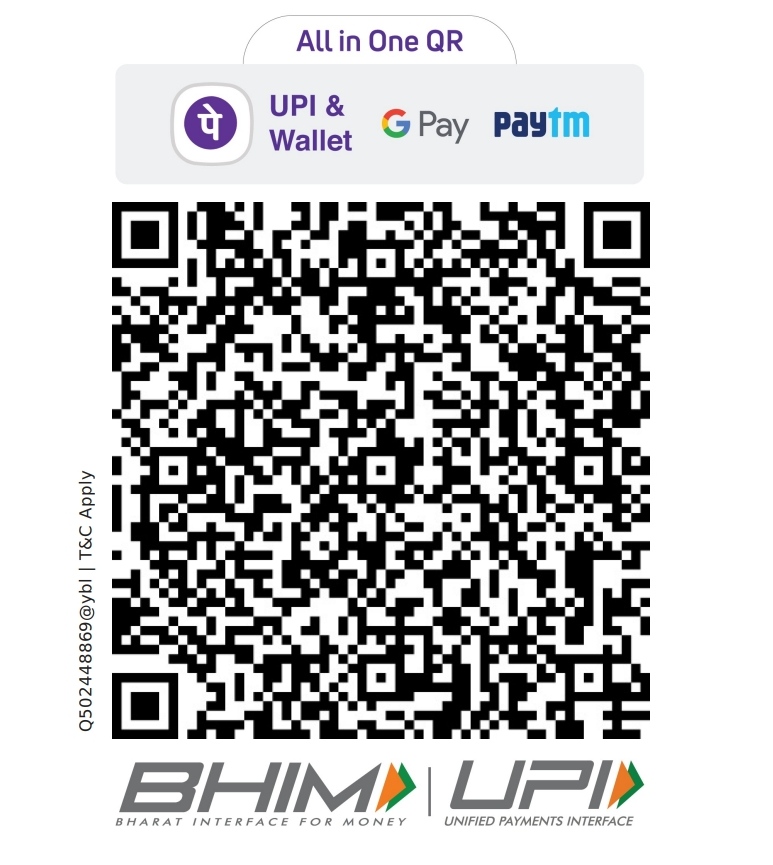 All in One QR
पे
UPI &
Wallet
G Pay
paytm
Q502448869@ybl | T&C Apply
BHIM
BHARAT INTERFACE FOR MONEY
UPI
UNIFIED PAYMENTS INTERFACE